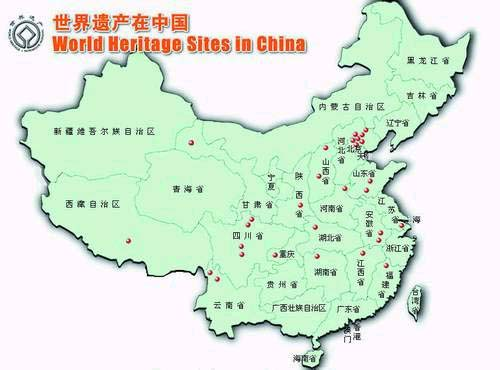 世界遗产在中国
World Heritage Sites in China
黑龙江省
吉林省
内蒙古自治区
辽宁省
新疆维吾尔族自治区
河北省
北京
天
山西省
山东省
宁夏
陕西省
青海省
甘肃省
河南省
江苏省
西藏自治区
安徽省
上海
四川省
湖北省
重庆
浙江省
湖南省
江西省
贵州省
福建省
云南省
广西壮族自治区
广东省
台湾省
香港
澳门
海南省